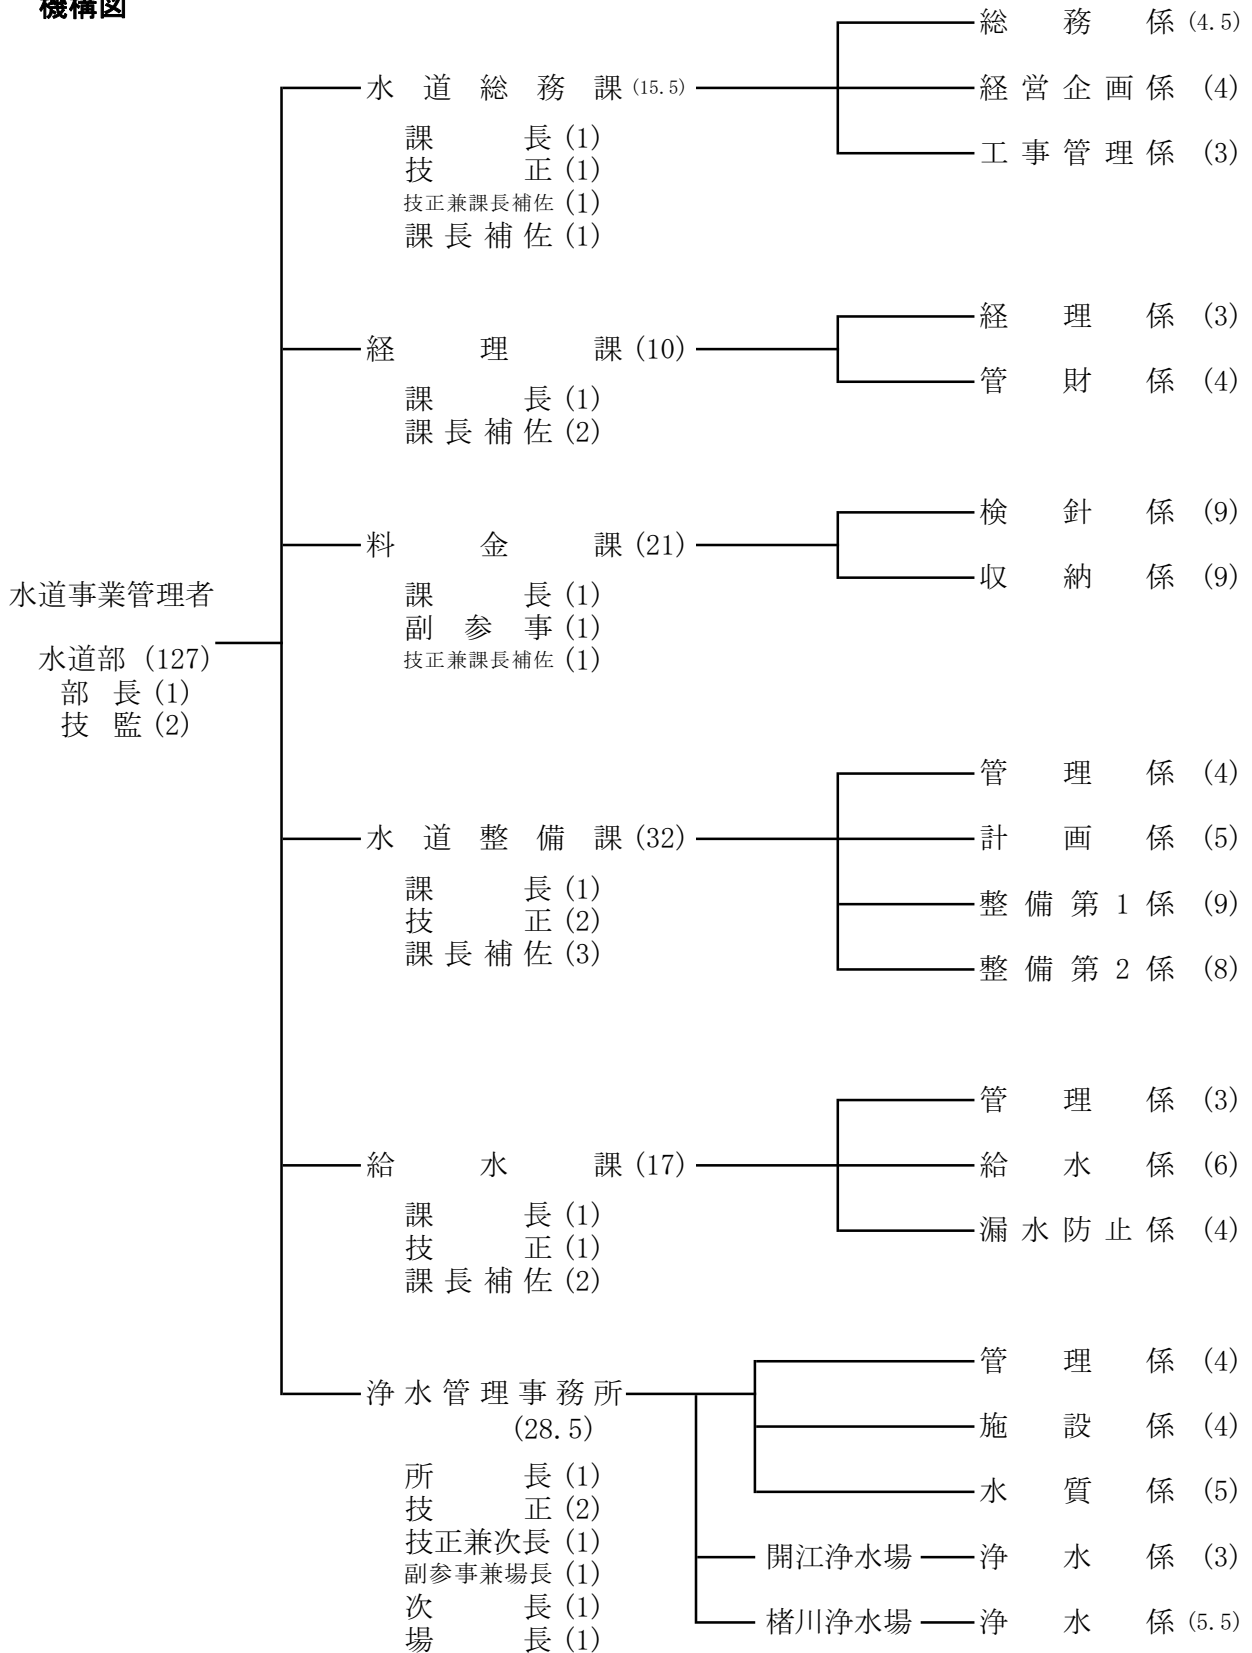 機構図
水道事業管理者
水道部 (127)
部 長 (1)
技 監 (2)
水 道 総 務 課 (15.5)
課 長 (1)
技 正 (1)
技正兼課長補佐 (1)
課 長 補 佐 (1)
総 務 係 (4.5)
経 営 企 画 係 (4)
工 事 管 理 係 (3)
経 理 課 (10)
課 長 (1)
課 長 補 佐 (2)
経 理 係 (3)
管 財 係 (4)
料 金 課 (21)
課 長 (1)
副 参 事 (1)
技正兼課長補佐 (1)
検 針 係 (9)
収 納 係 (9)
水 道 整 備 課 (32)
課 長 (1)
技 正 (2)
課 長 補 佐 (3)
管 理 係 (4)
計 画 係 (5)
整 備 第 1 係 (9)
整 備 第 2 係 (8)
給 水 課 (17)
課 長 (1)
技 正 (1)
課 長 補 佐 (2)
管 理 係 (3)
給 水 係 (6)
漏 水 防 止 係 (4)
浄 水 管 理 事 務 所
(28.5)
所 長 (1)
技 正 (2)
技正兼次長 (1)
副参事兼場長 (1)
次 長 (1)
場 長 (1)
管 理 係 (4)
施 設 係 (4)
水 質 係 (5)
開江浄水場
浄 水 係 (3)
楮川浄水場
浄 水 係 (5.5)